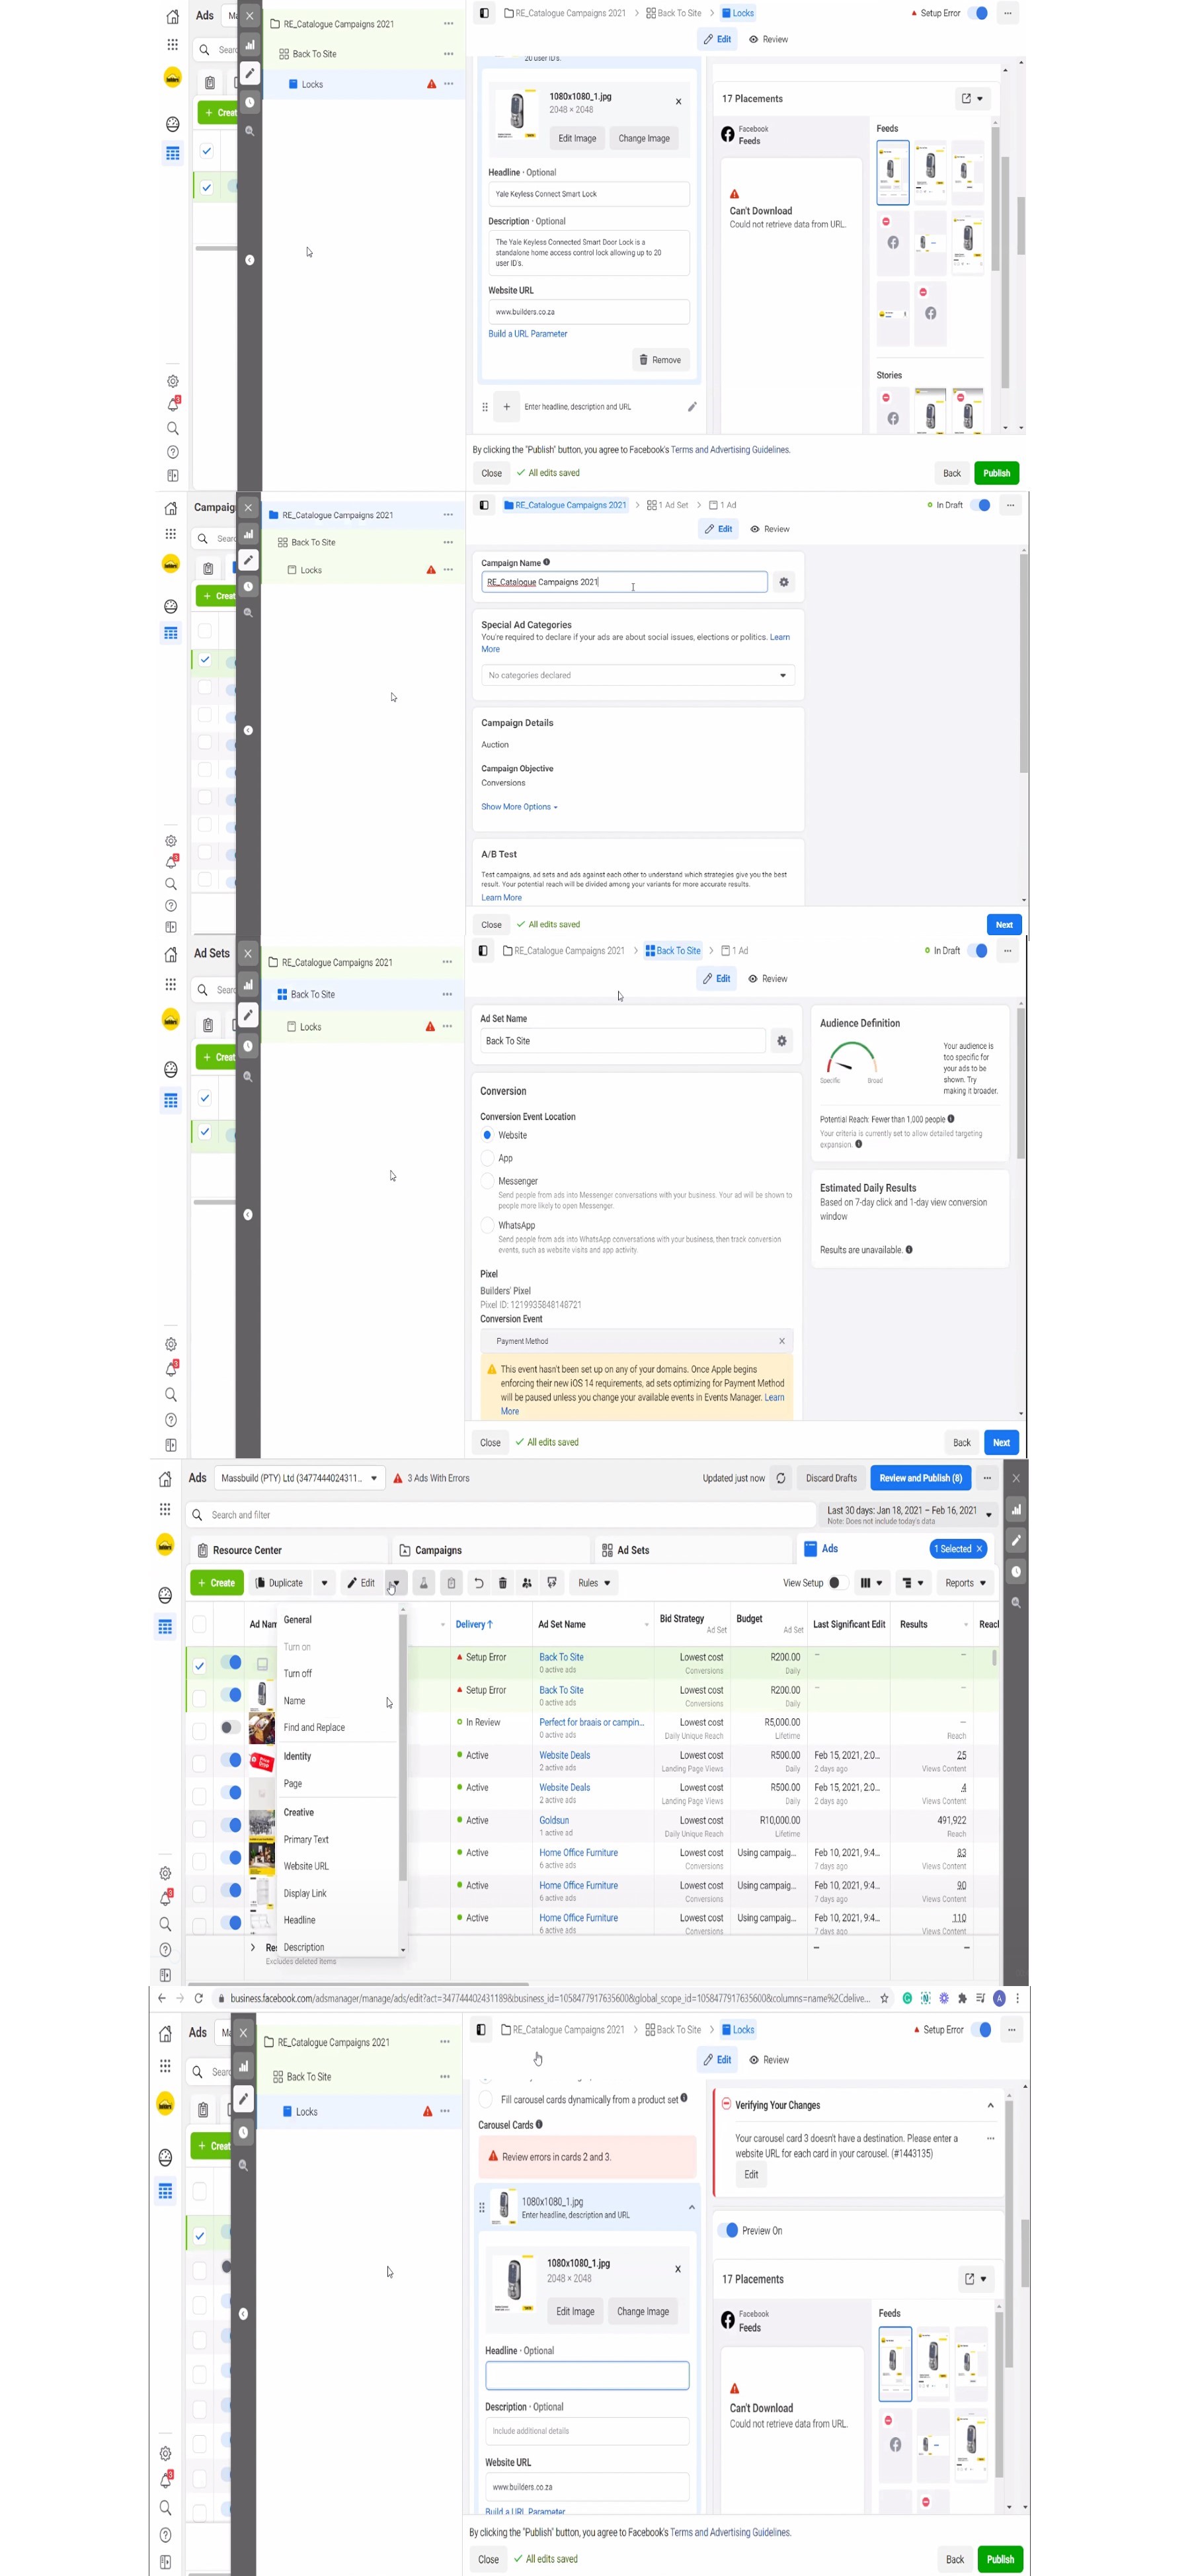 Ads
RE_Catalogue Campaigns 2021
Back To Site
Locks
Sear
+ Creat
RE_Catalogue Campaigns 2021 > Back To Site > Locks
Setup Error
Edit
Review
20 user ID's.
1080x1080_1.jpg
2048 × 2048
Edit Image
Change Image
Headline · Optional
Yale Keyless Connect Smart Lock
Description · Optional
The Yale Keyless Connected Smart Door Lock is a
standalone home access control lock allowing up to 20
user ID's.
Website URL
www.builders.co.za
Build a URL Parameter
Remove
Enter headline, description and URL
17 Placements
Facebook
Feeds
Can't Download
Could not retrieve data from URL.
Feeds
Stories
By clicking the "Publish" button, you agree to Facebook's Terms and Advertising Guidelines.
Close
All edits saved
Back
Publish
Campaig
RE_Catalogue Campaigns 2021
Back To Site
Locks
Sear
+ Creat
RE_Catalogue Campaigns 2021 > 1 Ad Set > 1 Ad
In Draft
Edit
Review
Campaign Name
RE_Catalogue Campaigns 2021
Special Ad Categories
You're required to declare if your ads are about social issues, elections or politics. Learn
More
No categories declared
Campaign Details
Auction
Campaign Objective
Conversions
Show More Options
A/B Test
Test campaigns, ad sets and ads against each other to understand which strategies give you the best
result. Your potential reach will be divided among your variants for more accurate results.
Learn More
Close
All edits saved
Next
Ad Sets
RE_Catalogue Campaigns 2021
Back To Site
Locks
Sear
+ Creat
RE_Catalogue Campaigns 2021 > Back To Site > 1 Ad
In Draft
Edit
Review
Ad Set Name
Back To Site
Conversion
Conversion Event Location
Website
App
Messenger
Send people from ads into Messenger conversations with your business. Your ad will be shown to
people more likely to open Messenger.
WhatsApp
Send people from ads into WhatsApp conversations with your business, then track conversion
events, such as website visits and app activity.
Pixel
Builders' Pixel
Pixel ID: 1219935848148721
Conversion Event
Payment Method
This event hasn't been set up on any of your domains. Once Apple begins
enforcing their new iOS 14 requirements, ad sets optimizing for Payment Method
will be paused unless you change your available events in Events Manager. Learn
More
Audience Definition
Specific
Broad
Your audience is
too specific for
your ads to be
shown. Try
making it broader.
Potential Reach: Fewer than 1,000 people
Your criteria is currently set to allow detailed targeting
expansion.
Estimated Daily Results
Based on 7-day click and 1-day view conversion
window
Results are unavailable.
Close
All edits saved
Back
Next
Ads
Massbuild (PTY) Ltd (3477444024311...
3 Ads With Errors
Updated just now
Discard Drafts
Review and Publish (8)
Search and filter
Last 30 days: Jan 18, 2021 – Feb 16, 2021
Note: Does not include today's data
Resource Center
Campaigns
Ad Sets
Ads
1 Selected
+ Create
Duplicate
Edit
Rules
View Setup
Reports
Ad Nam
Delivery ↑
Ad Set Name
Bid Strategy
Ad Set
Budget
Ad Set
Last Significant Edit
Results
Reach
General
Turn on
Turn off
Name
Find and Replace
Identity
Page
Creative
Primary Text
Website URL
Display Link
Headline
Description
Setup Error
Back To Site
0 active ads
Lowest cost
Conversions
R200.00
Daily
–
–
Setup Error
Back To Site
0 active ads
Lowest cost
Conversions
R200.00
Daily
–
–
In Review
Perfect for braais or campin...
0 active ads
Lowest cost
Daily Unique Reach
R5,000.00
Lifetime
–
Reach
Active
Website Deals
2 active ads
Lowest cost
Landing Page Views
R500.00
Daily
Feb 15, 2021, 2:0...
2 days ago
25
Views Content
Active
Website Deals
2 active ads
Lowest cost
Landing Page Views
R500.00
Daily
Feb 15, 2021, 2:0...
2 days ago
4
Views Content
Active
Goldsun
1 active ad
Lowest cost
Daily Unique Reach
R10,000.00
Lifetime
491,922
Reach
Active
Home Office Furniture
6 active ads
Lowest cost
Conversions
Using campaig...
Feb 10, 2021, 9:4...
7 days ago
83
Views Content
Active
Home Office Furniture
6 active ads
Lowest cost
Conversions
Using campaig...
Feb 10, 2021, 9:4...
7 days ago
90
Views Content
Active
Home Office Furniture
6 active ads
Lowest cost
Conversions
Using campaig...
Feb 10, 2021, 9:4...
7 days ago
110
Views Content
Res
Excludes deleted items
–
–
business.facebook.com/adsmanager/manage/ads/edit?act=347744402431189&business_id=1058477917635600&global_scope_id=1058477917635600&columns=name%2Cdelive...
Ads
RE_Catalogue Campaigns 2021
Back To Site
Locks
Sear
+ Creat
RE_Catalogue Campaigns 2021 > Back To Site > Locks
Setup Error
Edit
Review
Fill carousel cards dynamically from a product set
Carousel Cards
Review errors in cards 2 and 3.
1080x1080_1.jpg
Enter headline, description and URL
1080x1080_1.jpg
2048 × 2048
Edit Image
Change Image
Headline · Optional
Description · Optional
Include additional details
Website URL
www.builders.co.za
Build a URL Parameter
Verifying Your Changes
Your carousel card 3 doesn't have a destination. Please enter a
website URL for each card in your carousel. (#1443135)
Edit
Preview On
17 Placements
Facebook
Feeds
Can't Download
Could not retrieve data from URL.
Feeds
By clicking the "Publish" button, you agree to Facebook's Terms and Advertising Guidelines.
Close
All edits saved
Back
Publish